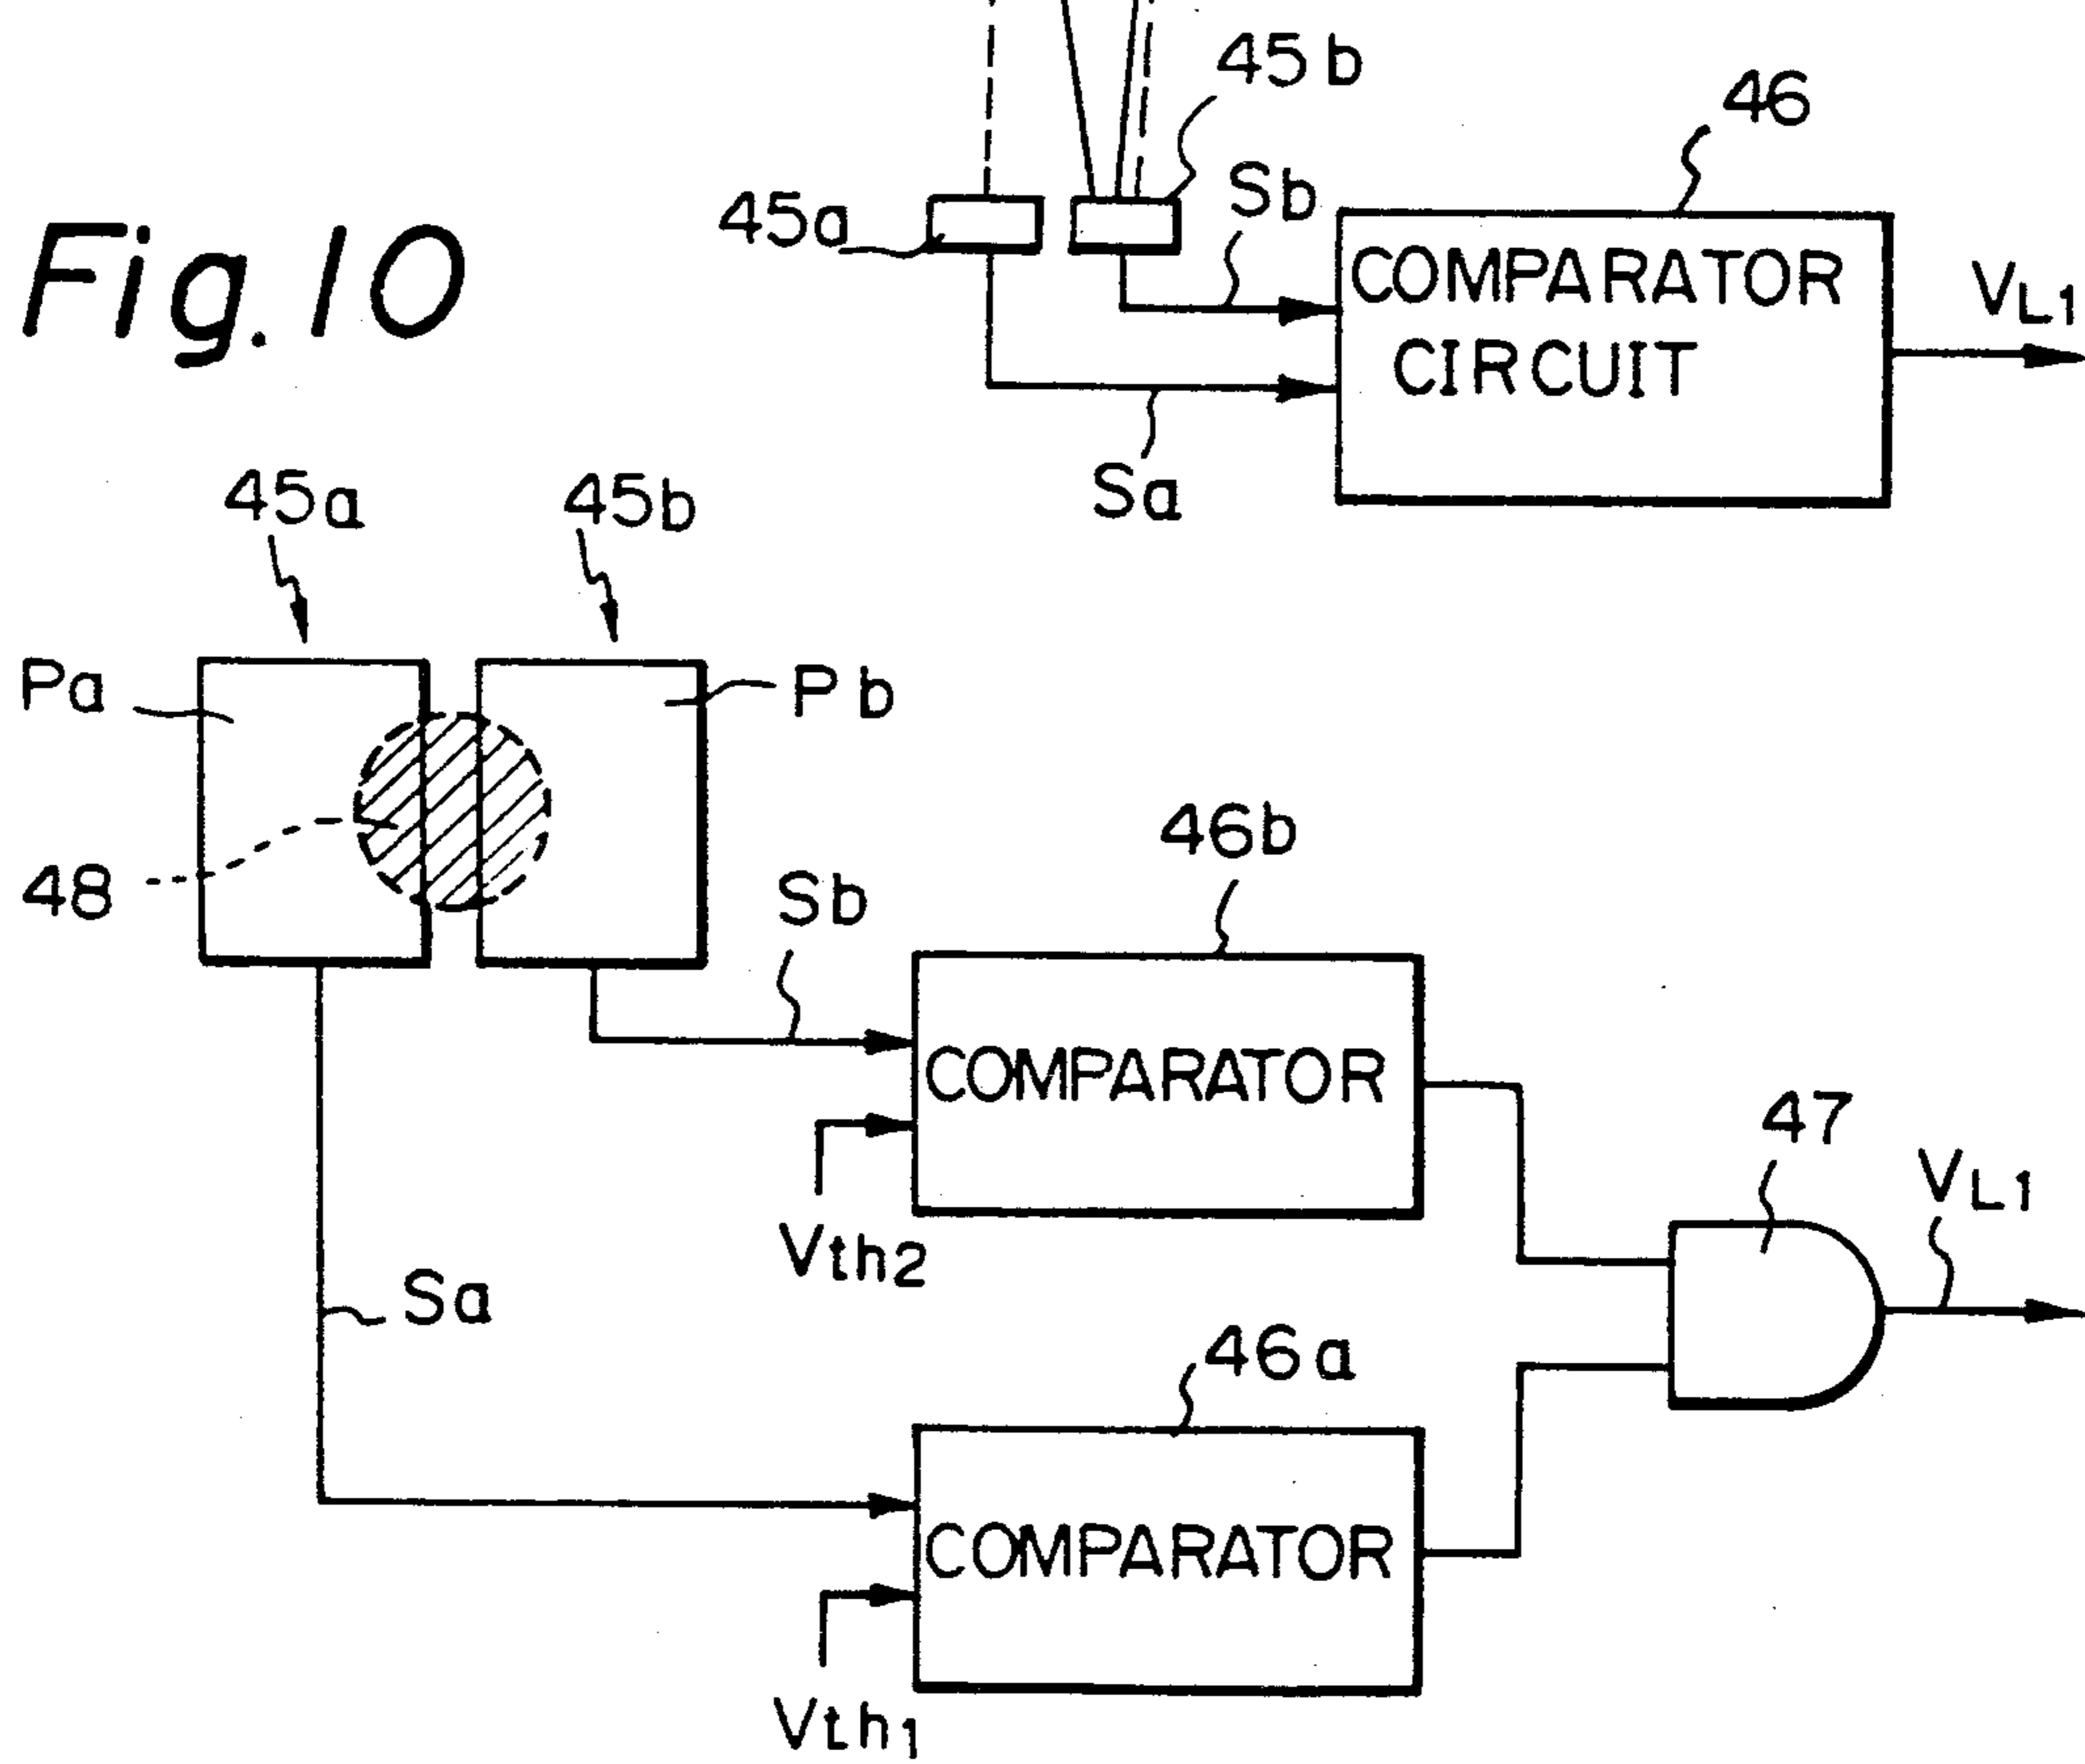 45b
46
45a
Sb
Fig. 10
COMPARATOR
CIRCUIT
VL1
Sa
45a
45b
Pa
Pb
48
46b
Sb
COMPARATOR
47
VL1
Vth2
Sa
46a
COMPARATOR
Vth1